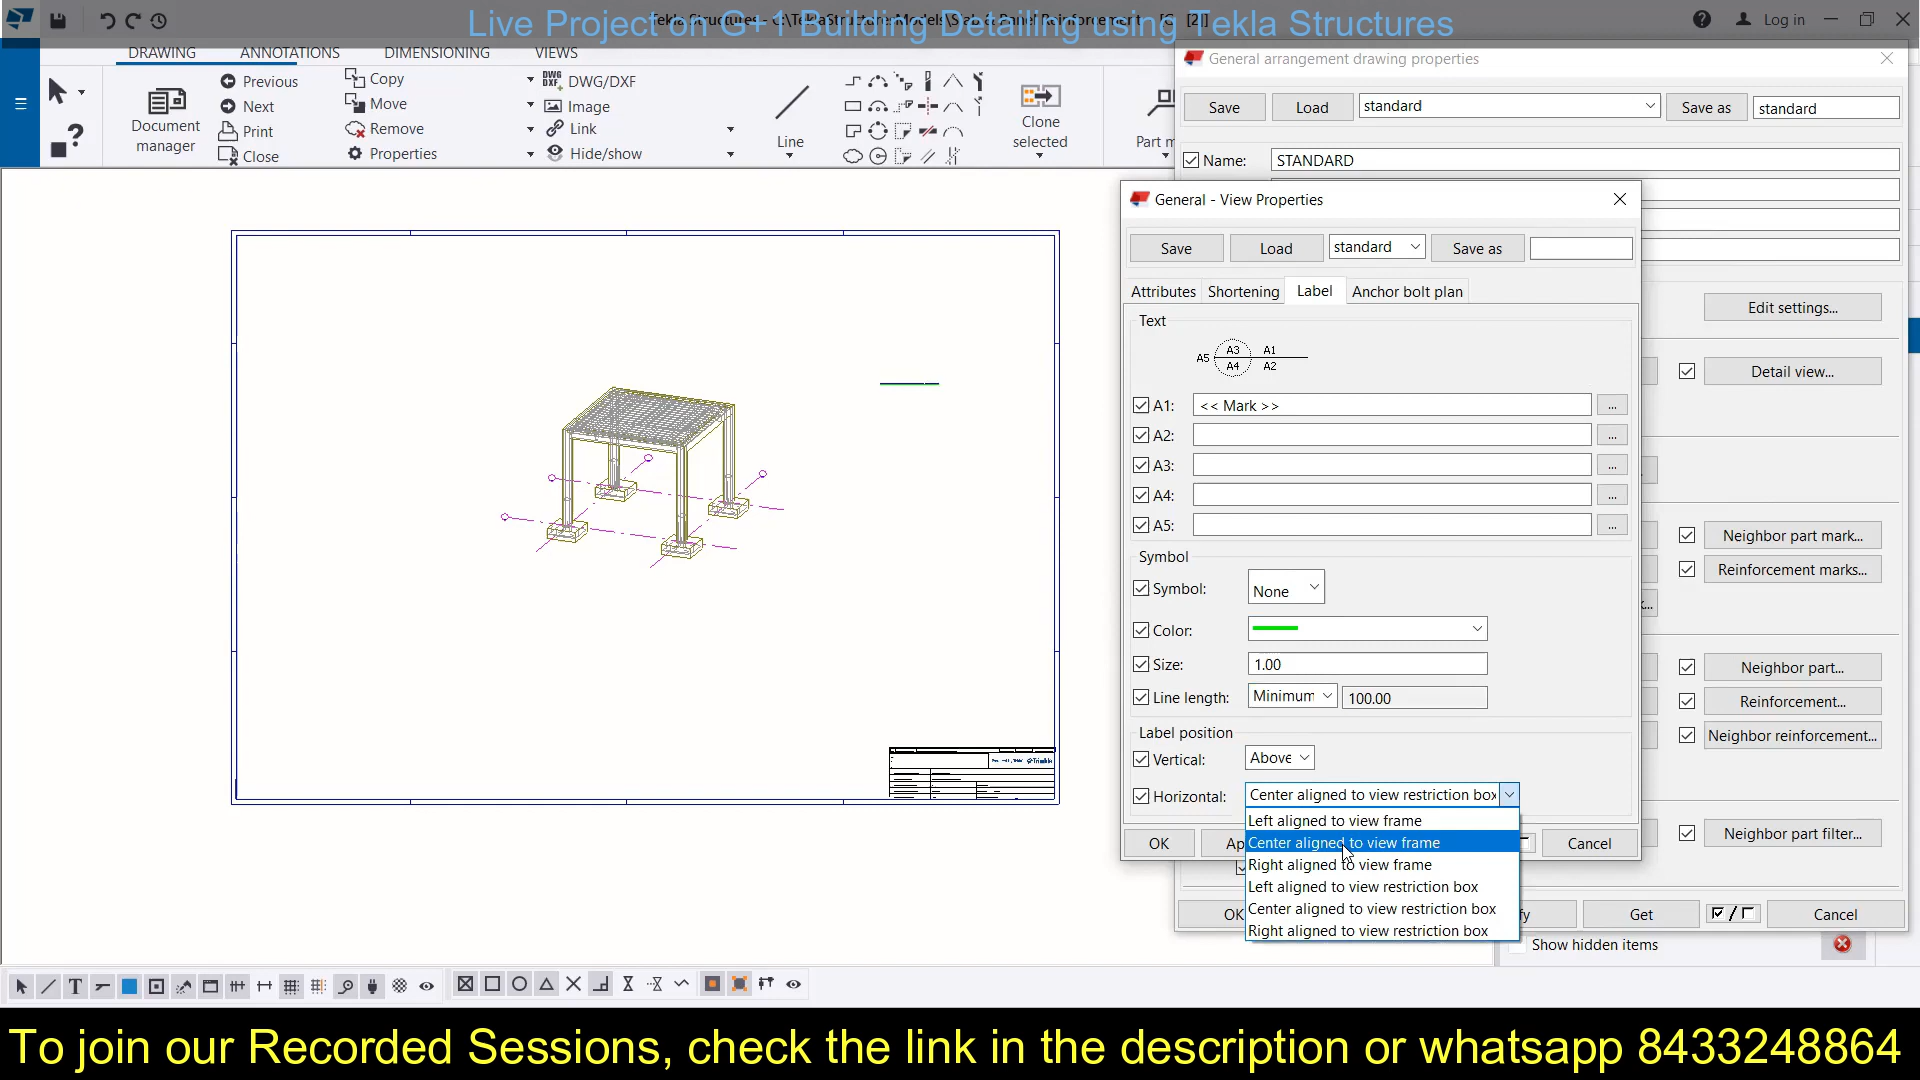 Live Project on G+1 Building Detailing using Tekla Structures
Log in
DRAWING
ANNOTATIONS
DIMENSIONING
VIEWS
Document manager
Previous
Next
Print
Close
Copy
Move
Remove
Properties
DWG/DXF
Image
Link
Hide/show
Line
Clone selected
Part m
General arrangement drawing properties
Save
Load
standard
Save as
standard
Name:
STANDARD
General - View Properties
Save
Load
standard
Save as
Attributes
Shortening
Label
Anchor bolt plan
Text
A5
A3
A4
A1
A2
A1:
<< Mark >>
...
A2:
...
A3:
...
A4:
...
A5:
...
Symbol
Symbol:
None
Color:
Size:
1.00
Line length:
Minimum
100.00
Label position
Vertical:
Above
Horizontal:
Center aligned to view restriction box
Left aligned to view frame
Center aligned to view frame
Right aligned to view frame
Left aligned to view restriction box
Center aligned to view restriction box
Right aligned to view restriction box
OK
Ap
Cancel
Edit settings...
Detail view...
Neighbor part mark...
Reinforcement marks...
Neighbor part...
Reinforcement...
Neighbor reinforcement...
Neighbor part filter...
OK
fy
Get
Cancel
Show hidden items
Trimble
To join our Recorded Sessions, check the link in the description or whatsapp 8433248864